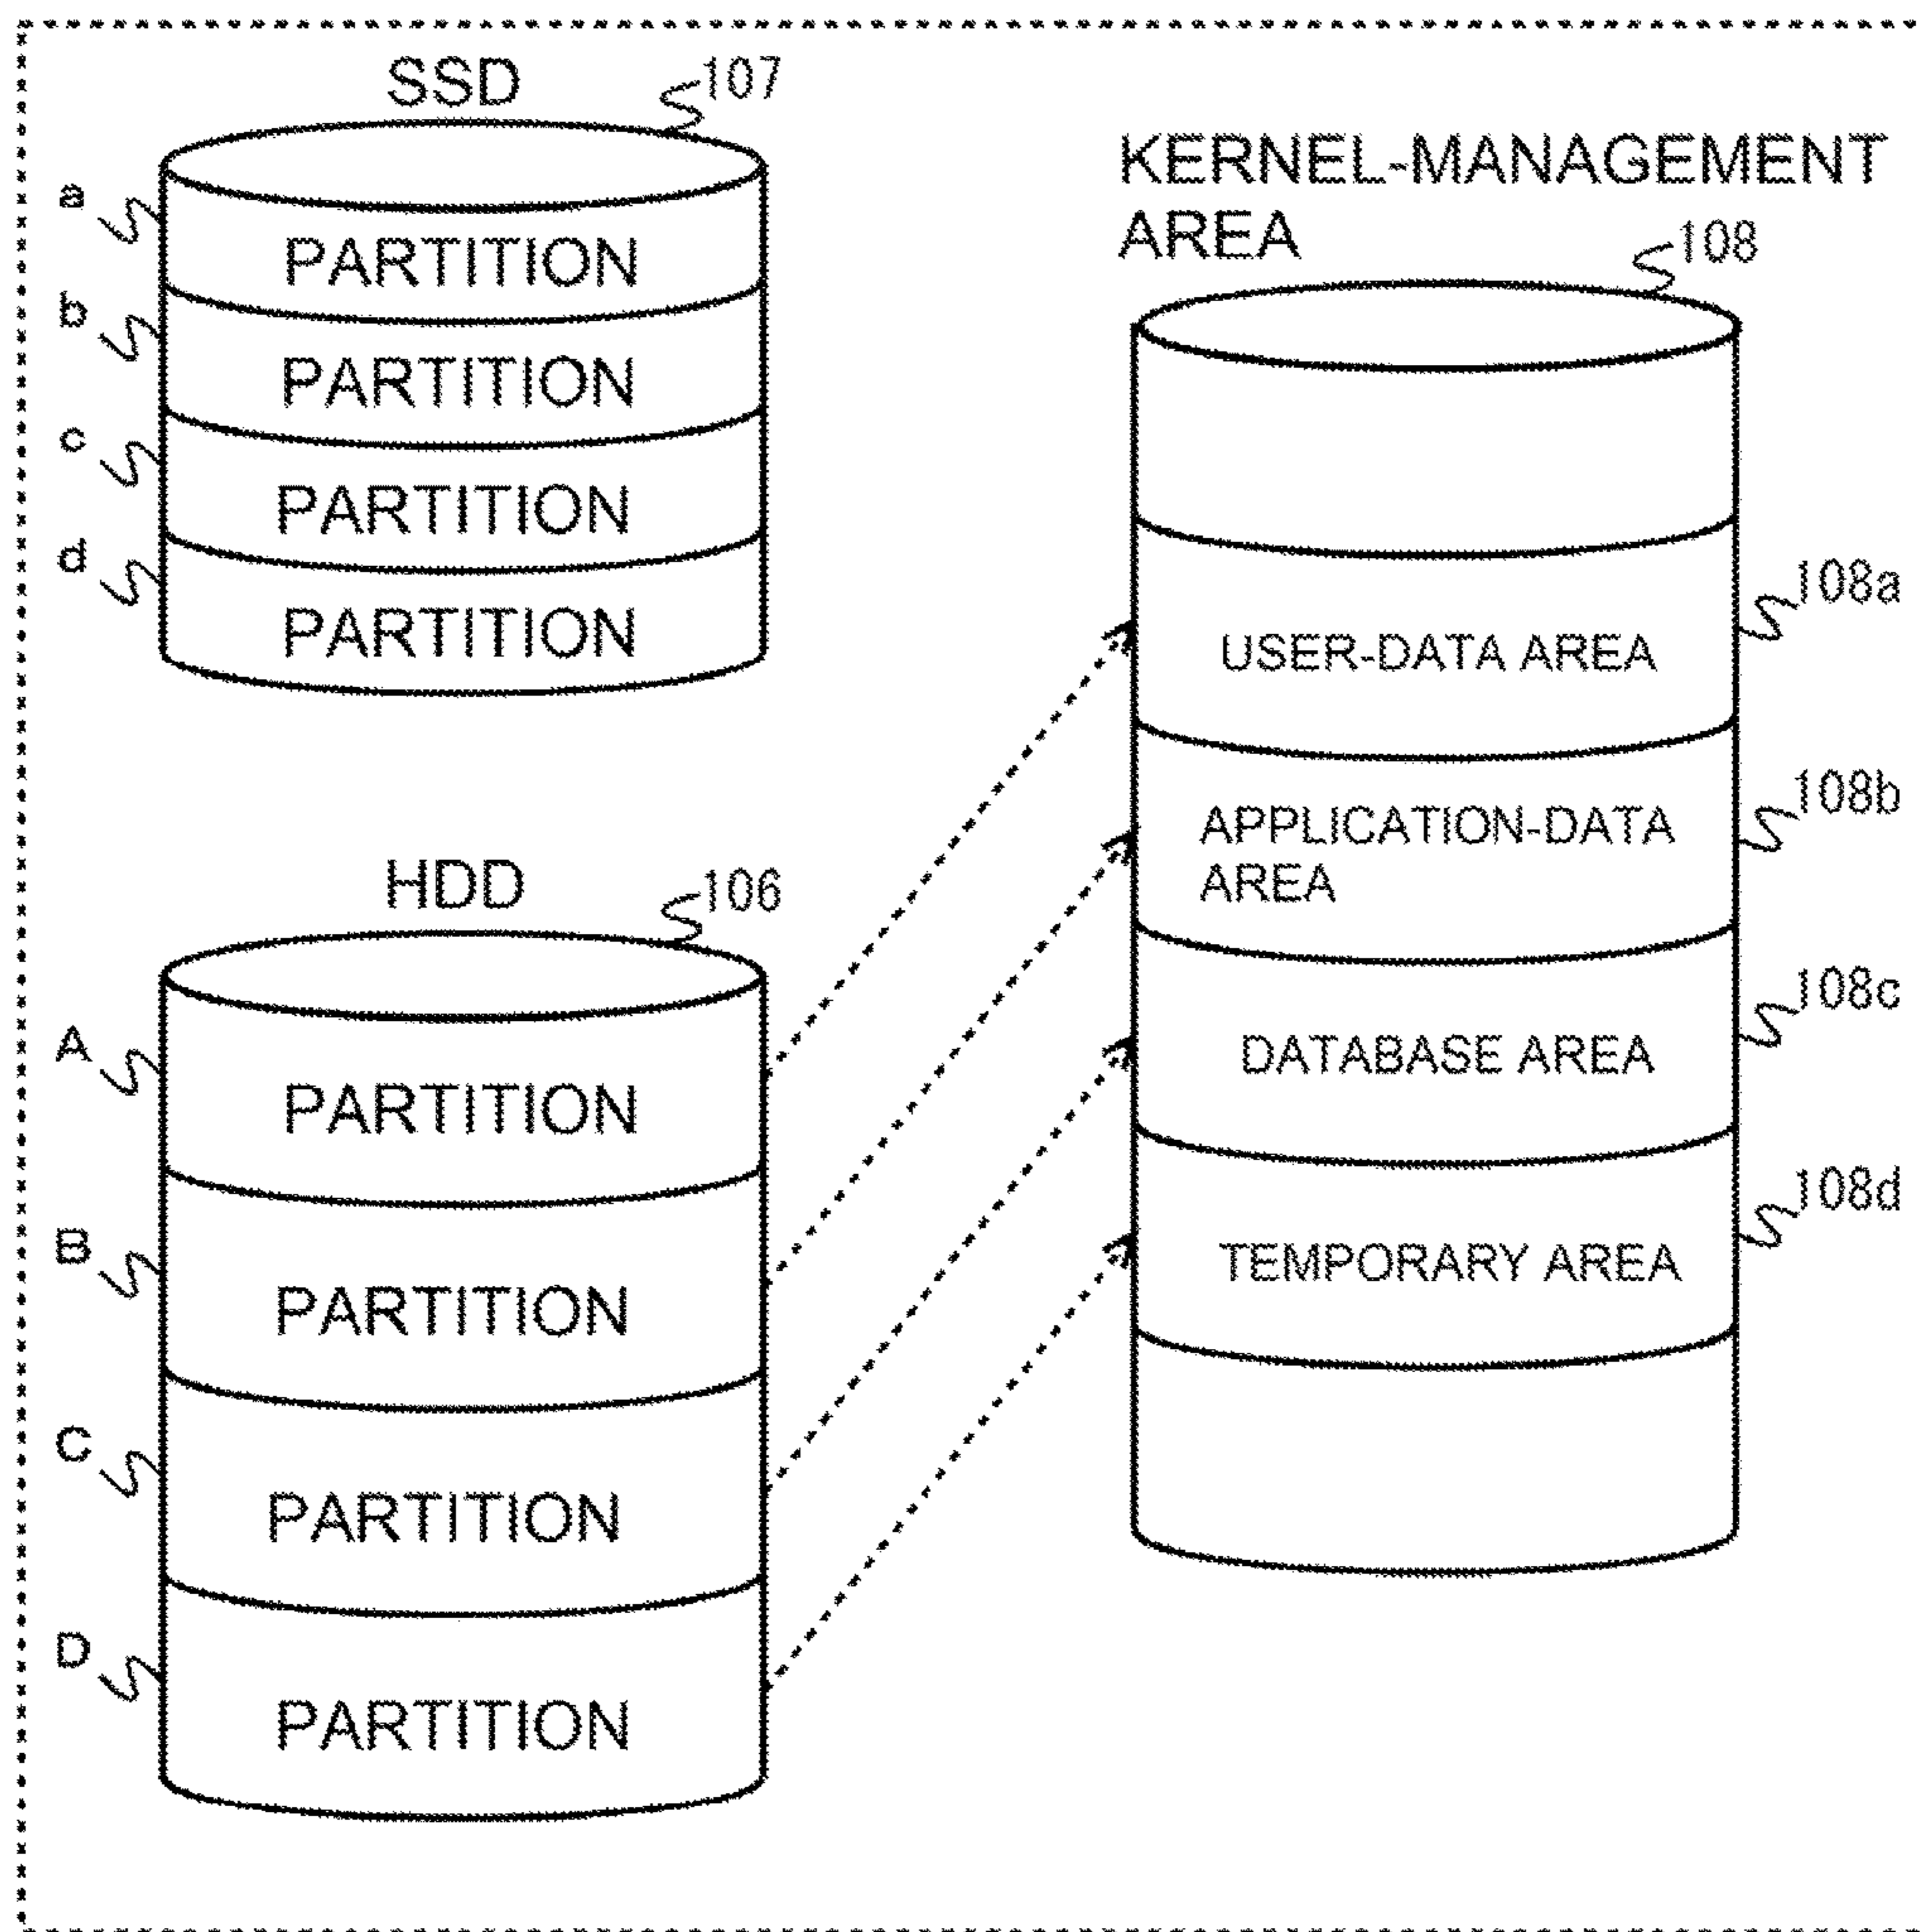 SSD
107
a
PARTITION
b
PARTITION
c
PARTITION
d
PARTITION
HDD
106
A
PARTITION
B
PARTITION
C
PARTITION
D
PARTITION
KERNEL-MANAGEMENT
AREA
108
108a
USER-DATA AREA
108b
APPLICATION-DATA
AREA
108c
DATABASE AREA
108d
TEMPORARY AREA